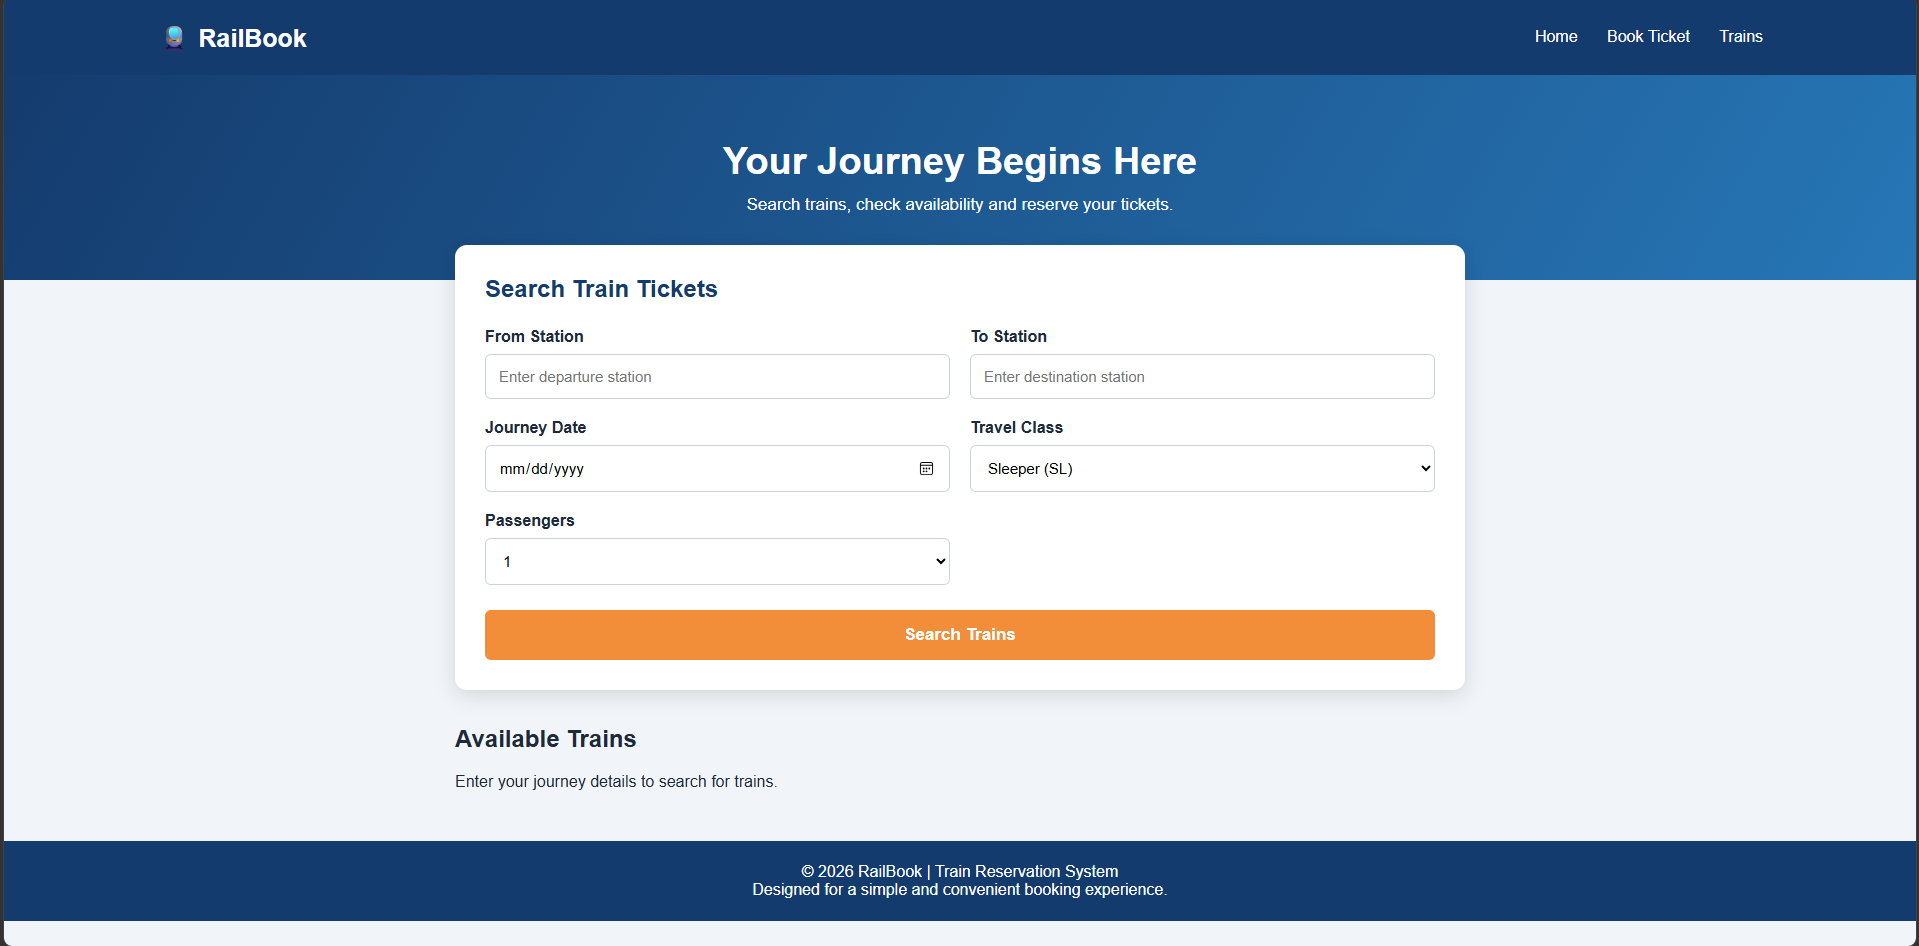 RailBook
Home Book Ticket Trains
Your Journey Begins Here
Search trains, check availability and reserve your tickets.
Search Train Tickets
From Station To Station
Enter departure station Enter destination station
Journey Date Travel Class
mm/dd/yyyy Sleeper (SL)
Passengers
1
Search Trains
Available Trains
Enter your journey details to search for trains.
© 2026 RailBook | Train Reservation System
Designed for a simple and convenient booking experience.